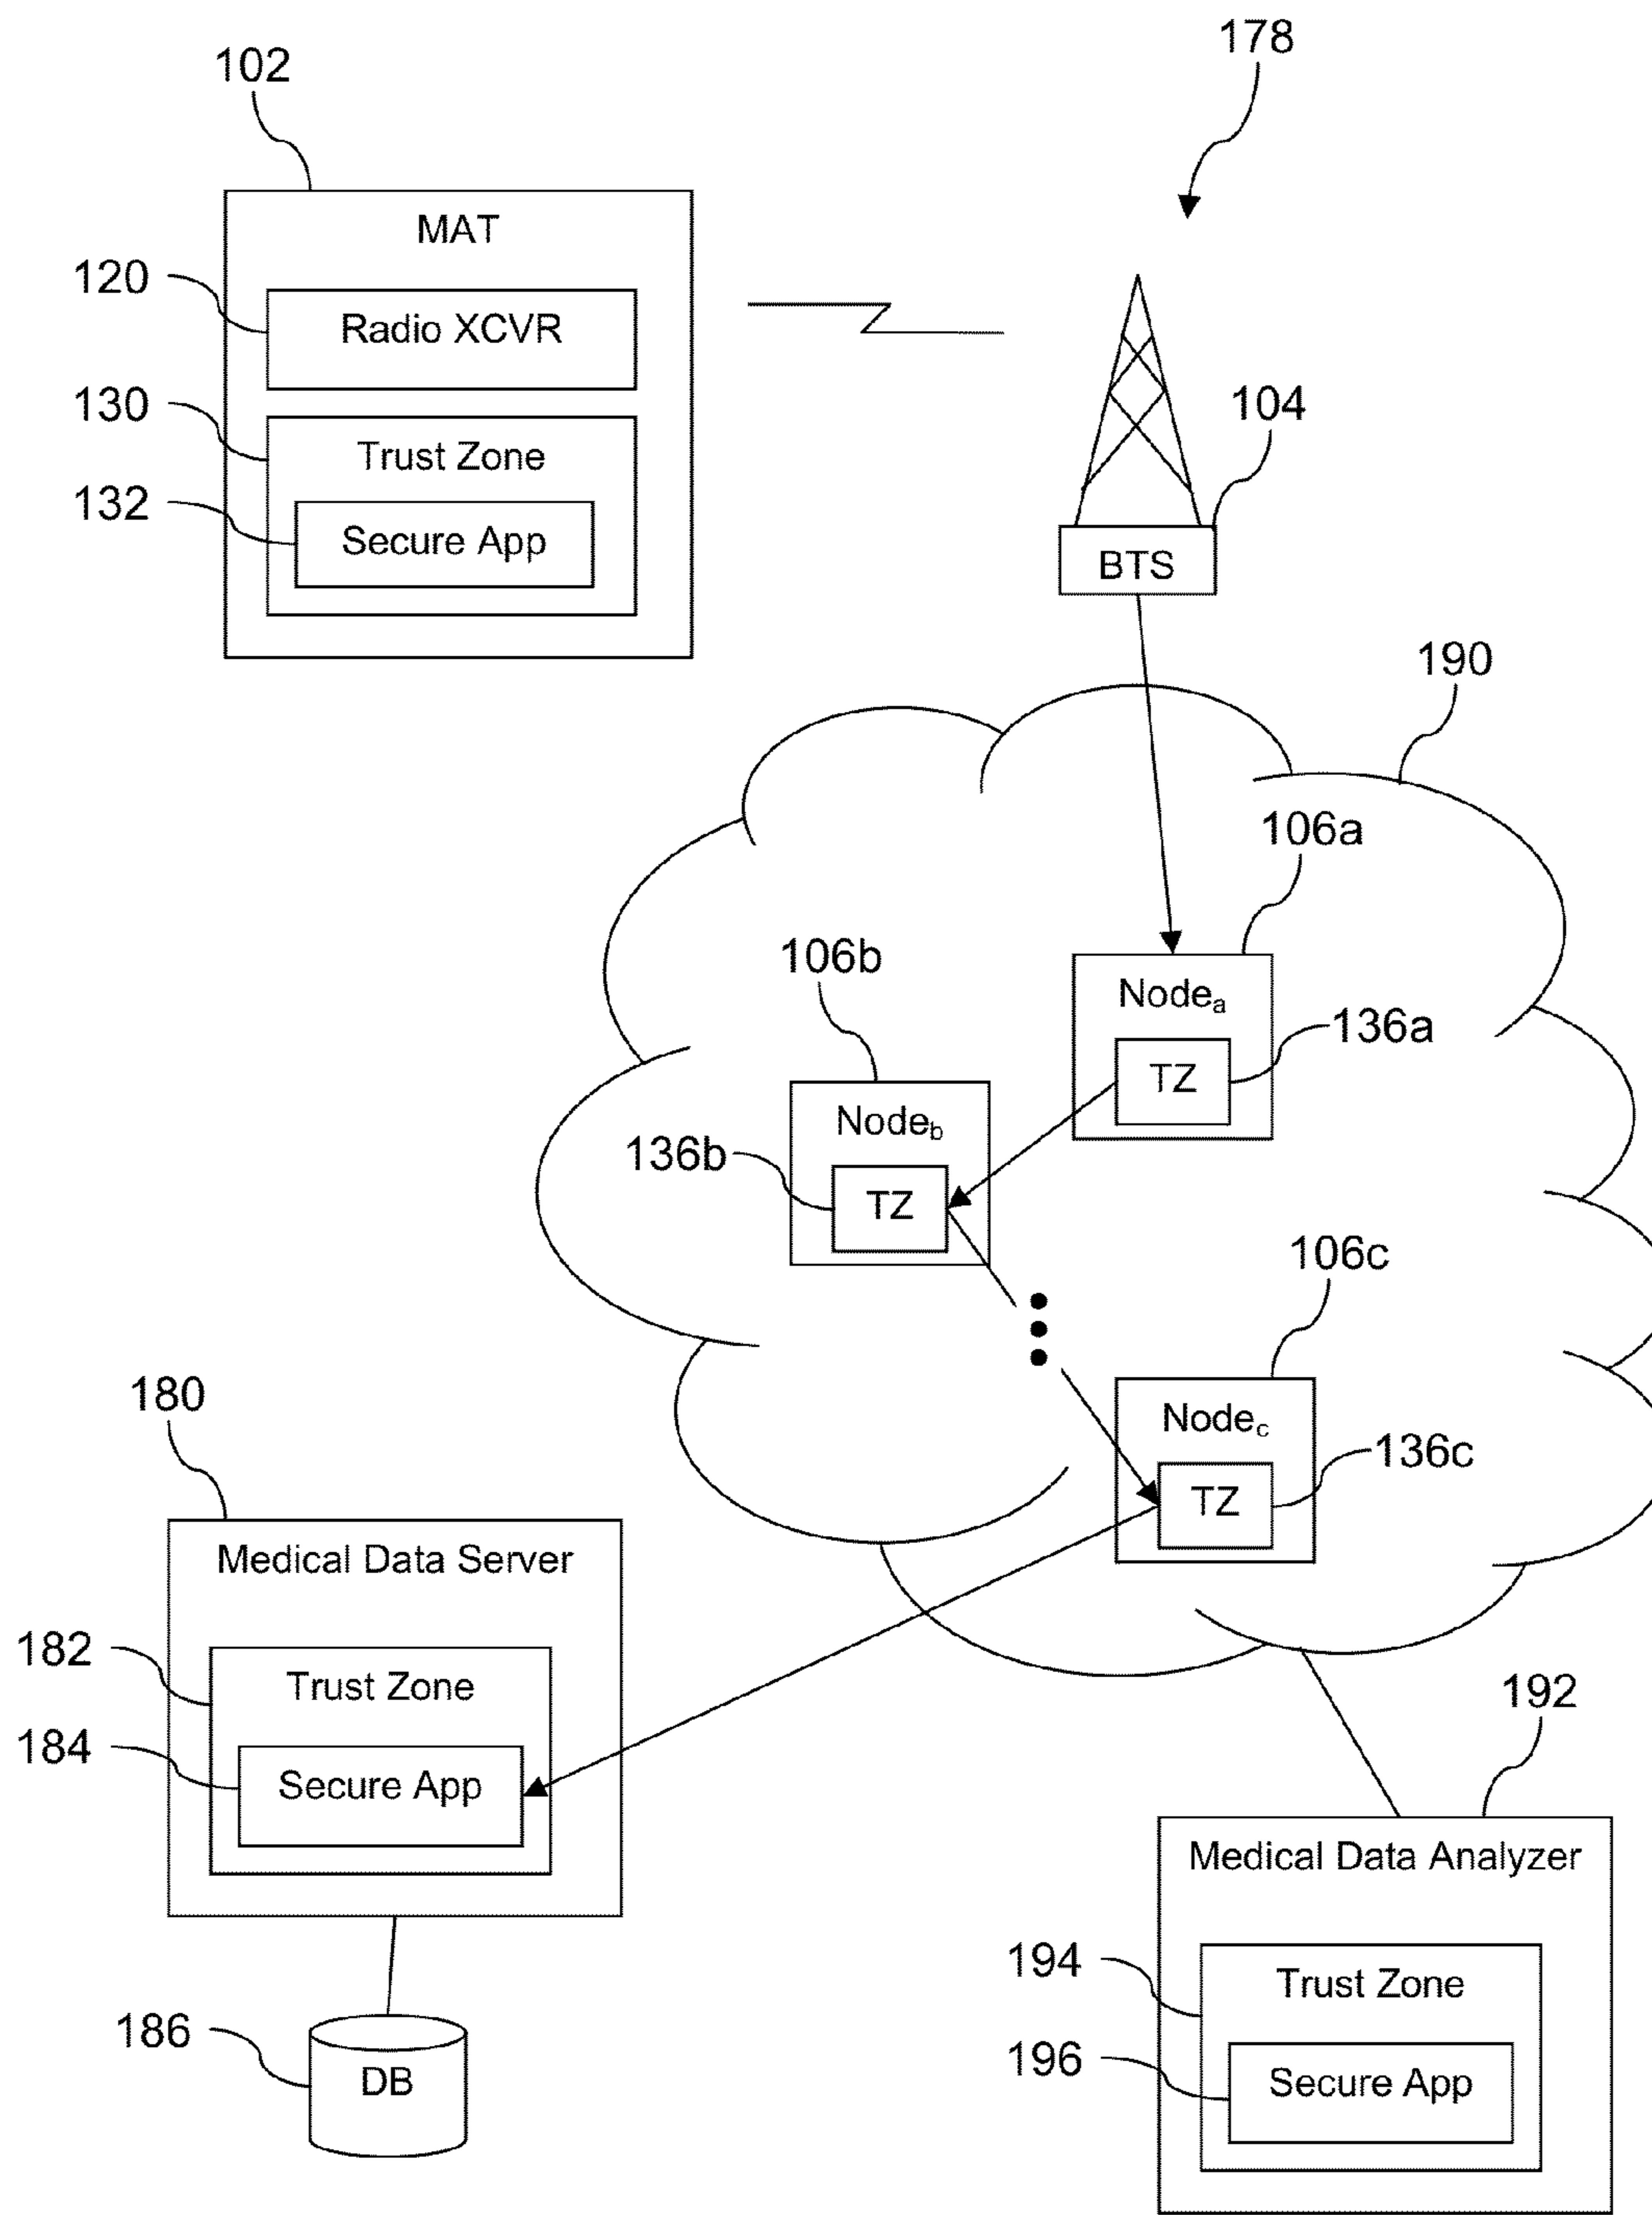 178
102
MAT
120
Radio XCVR
130
Trust Zone
132
Secure App
104
BTS
190
106a
Nodeₐ
136a
TZ
106b
Node_b
136b
TZ
106c
Node_c
136c
TZ
180
Medical Data Server
182
Trust Zone
184
Secure App
186
DB
192
Medical Data Analyzer
194
Trust Zone
196
Secure App